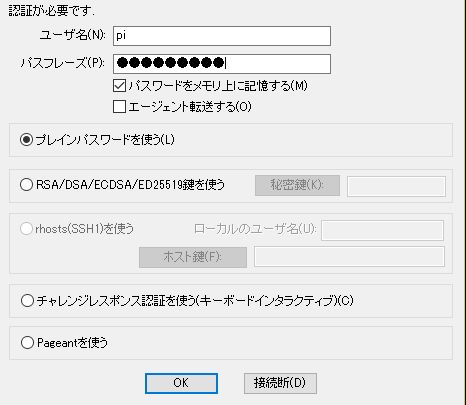 認証が必要です.
ユーザ名(N): pi
パスフレーズ(P): ●●●●●●●●●
パスワードをメモリ上に記憶する(M)
エージェント転送する(O)
プレインパスワードを使う(L)
RSA/DSA/ECDSA/ED25519鍵を使う 秘密鍵(K):
rhosts(SSH1)を使う ローカルのユーザ名(U):
ホスト鍵(F):
チャレンジレスポンス認証を使う(キーボードインタラクティブ)(C)
Pageantを使う
OK 接続断(D)